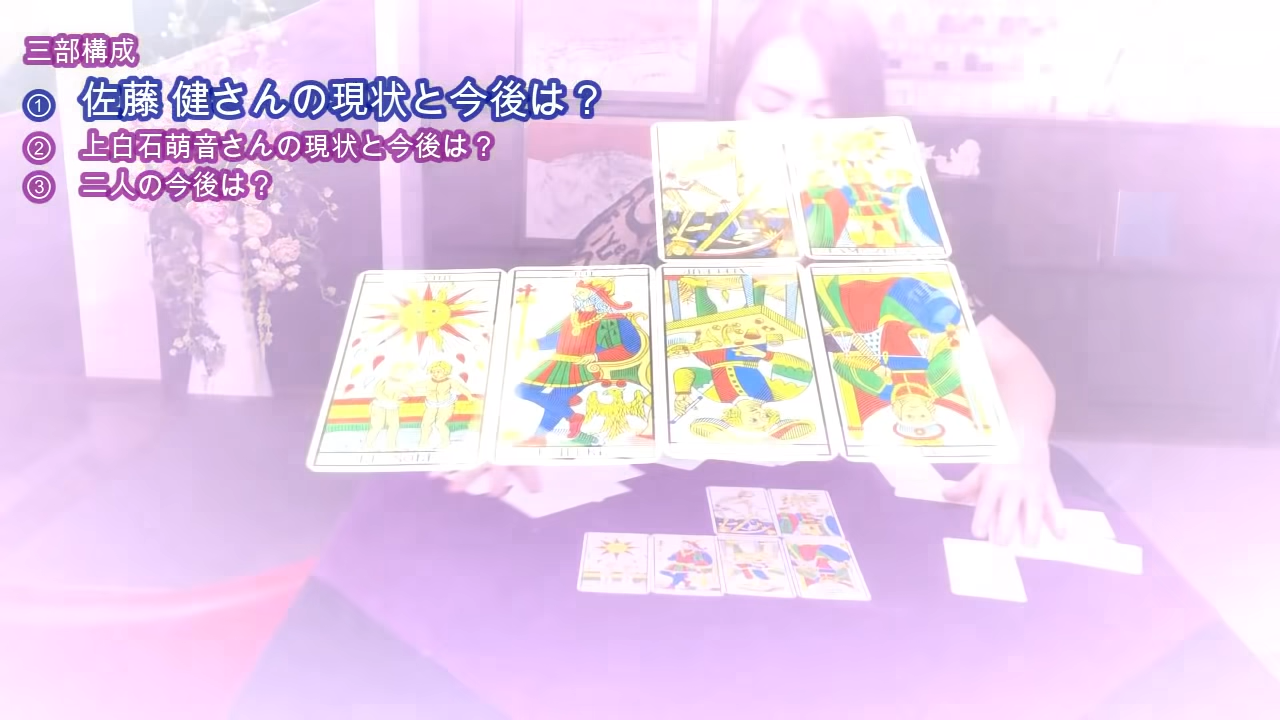 三部構成
① 佐藤 健さんの現状と今後は？
② 上白石萌音さんの現状と今後は？
③ 二人の今後は？